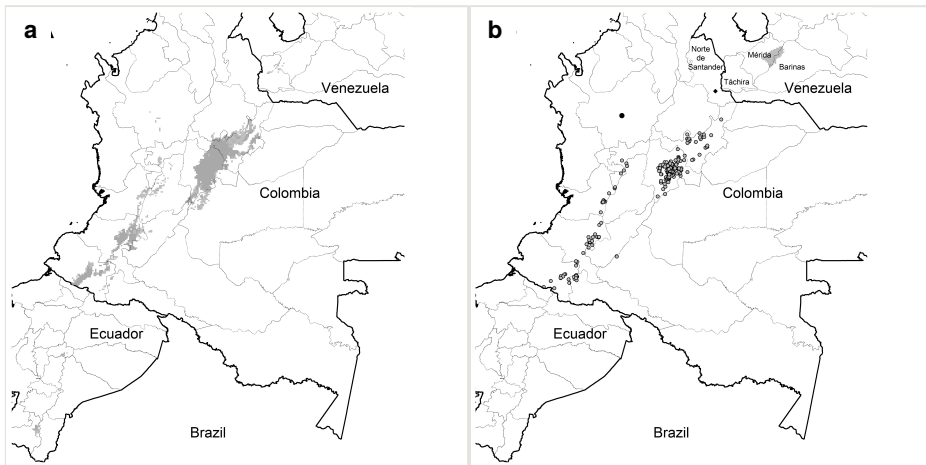 a
Venezuela
Colombia
Ecuador
Brazil
b
Norte
de
Santander
Mérida
Barinas
Táchira
Venezuela
Colombia
Ecuador
Brazil